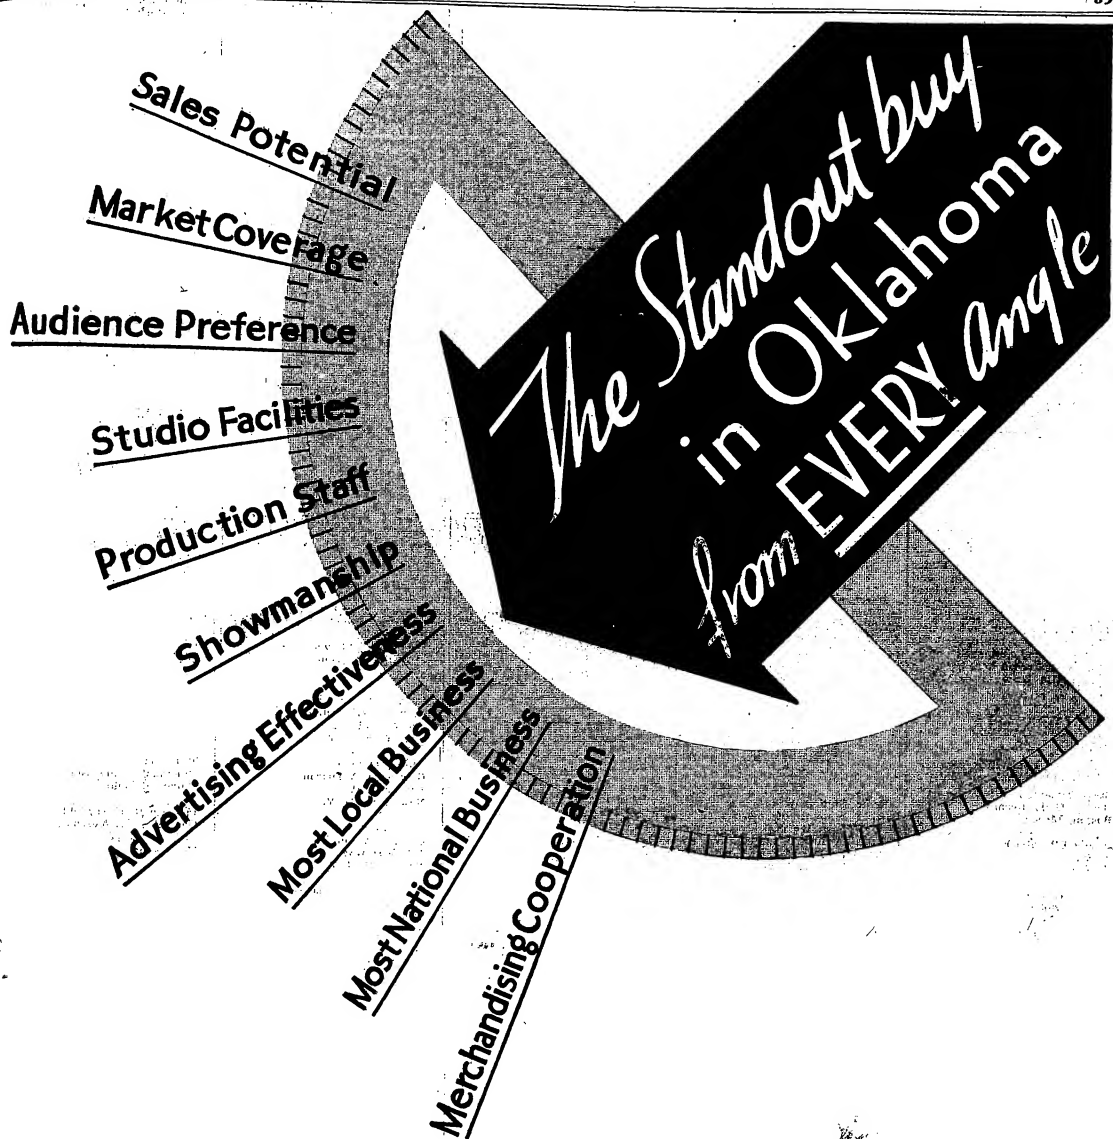 Sales Potential
Market Coverage
Audience Preference
Studio Facilities
Production Staff
Showmanship
Advertising Effectiveness
Most Local Business
Most National Business
Merchandising Cooperation
The Standout buy
in Oklahoma
from EVERY Angle